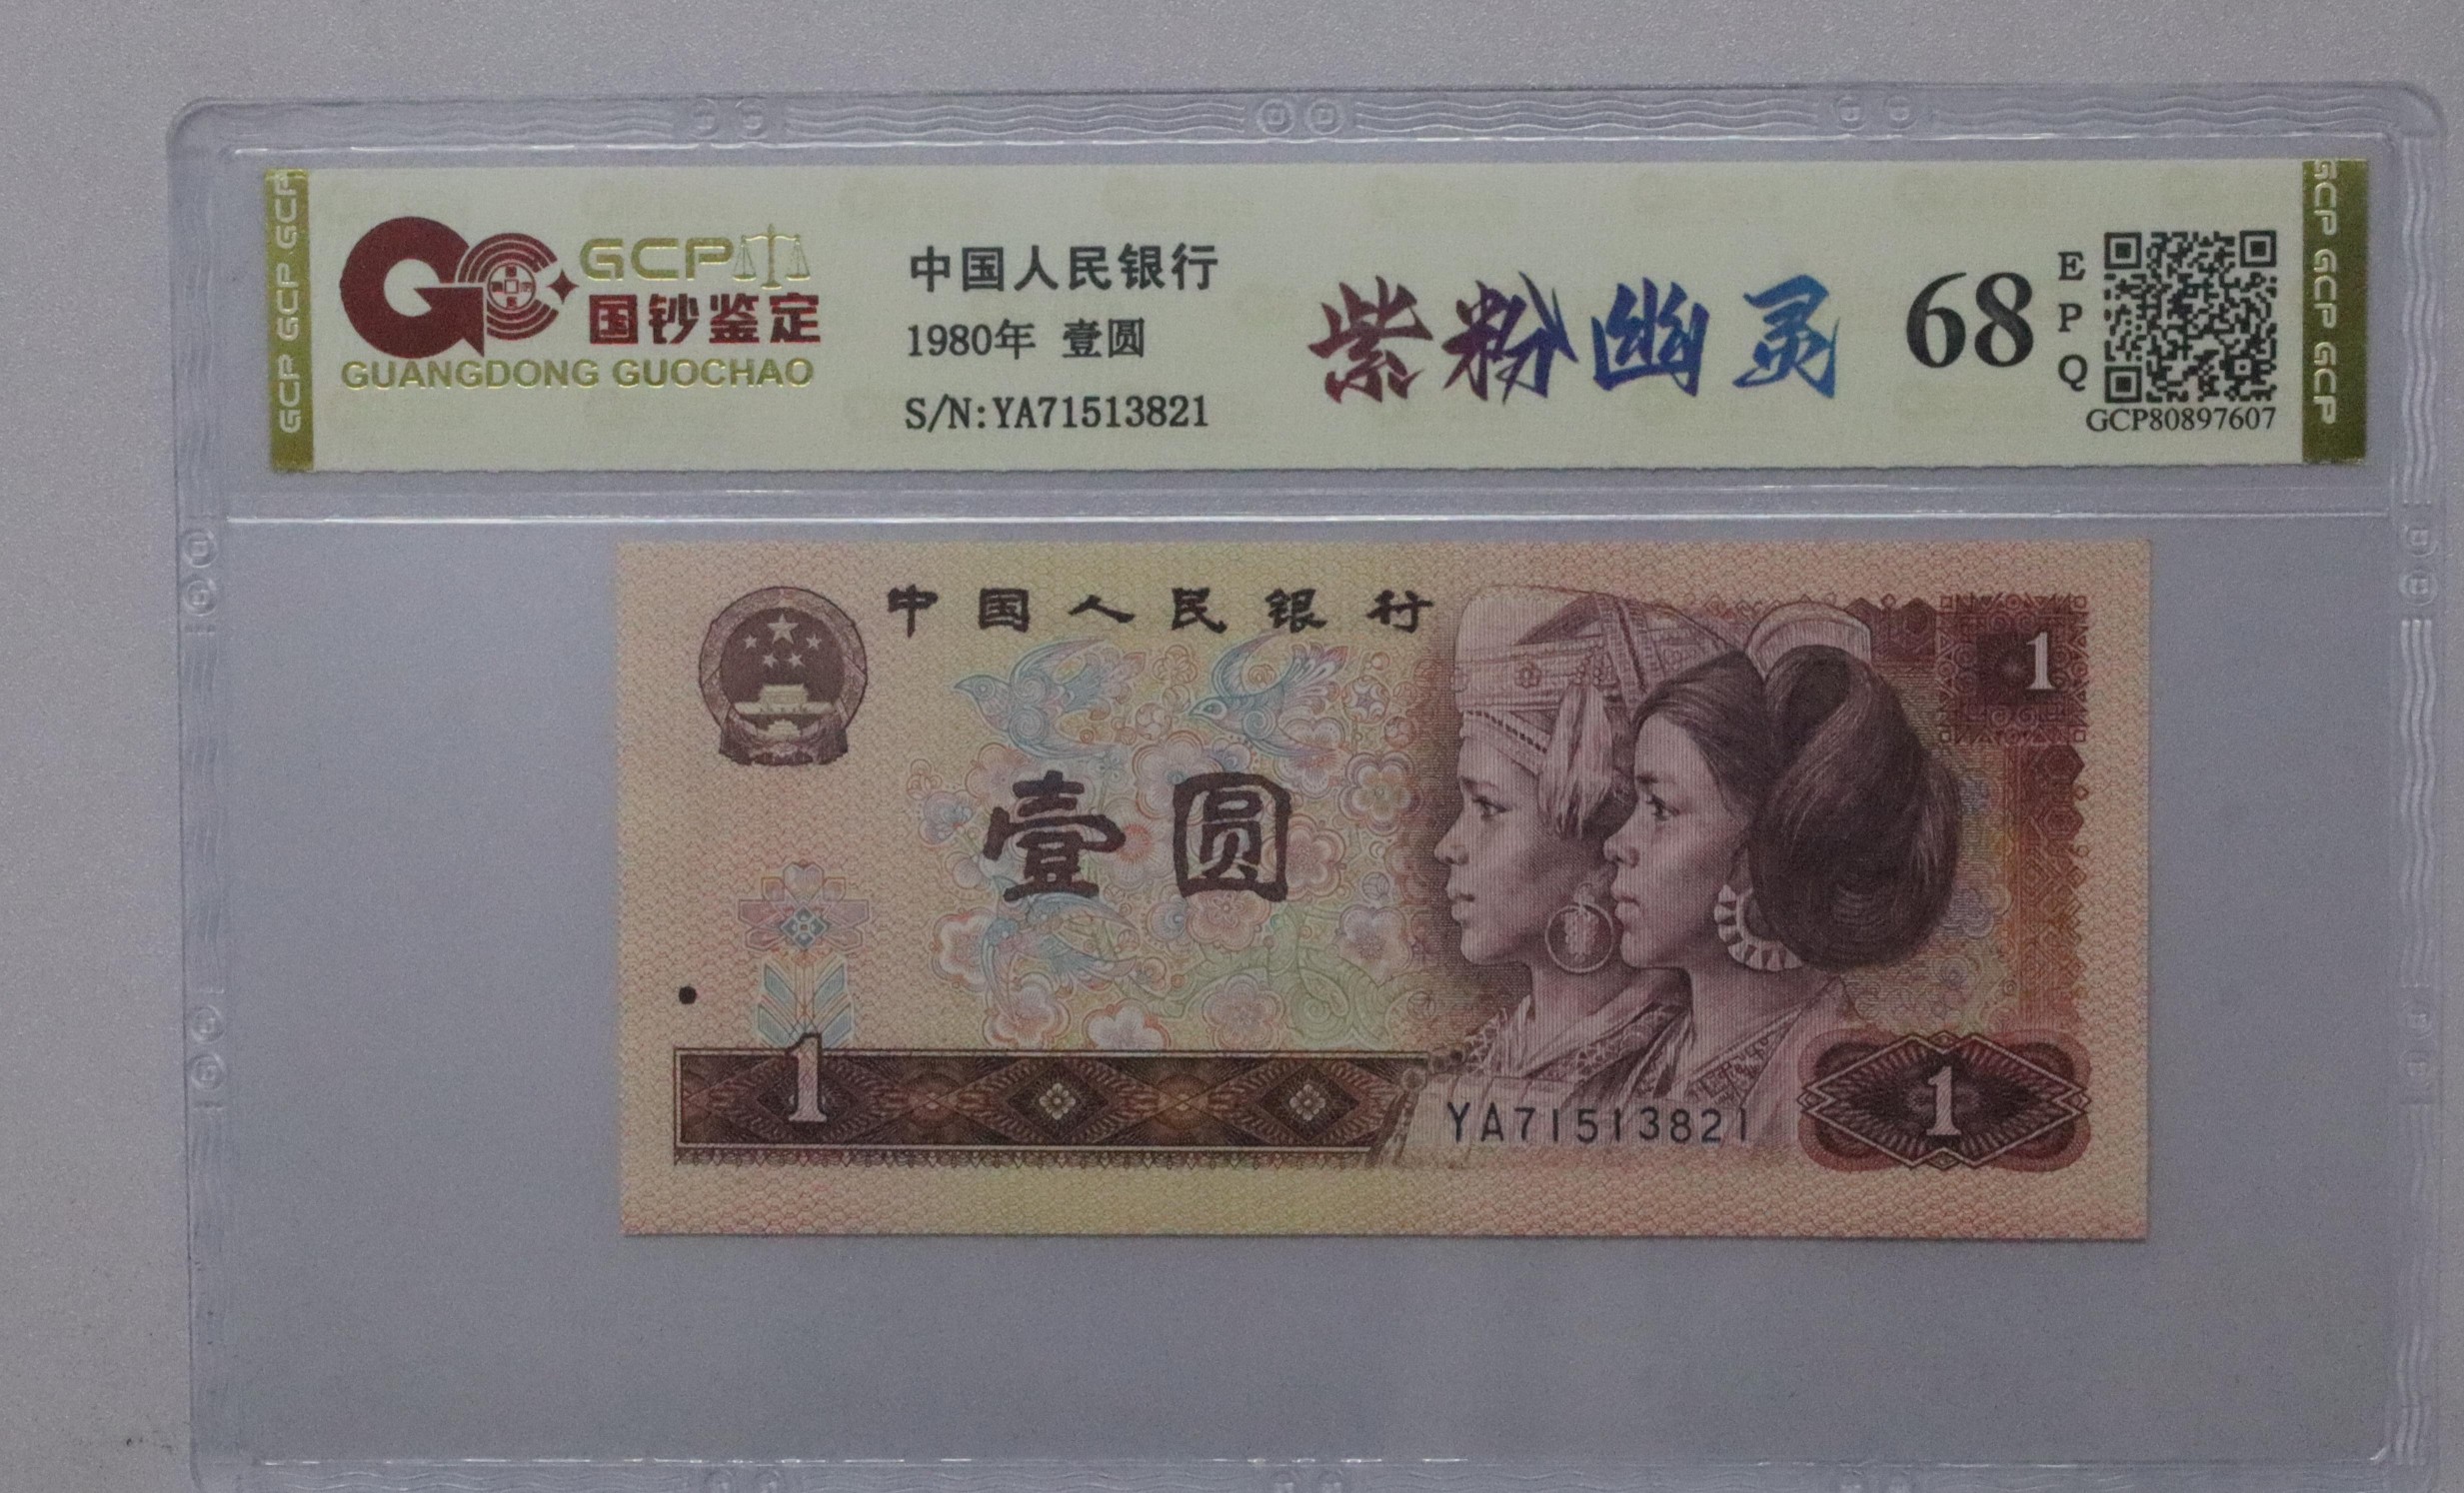 GCP GCP GCP
GCP
国钞鉴定
GUANGDONG GUOCHAO
中国人民银行
1980年 壹圆
S/N:YA71513821
紫粉幽灵
68
E
P
Q
GCP80897607
GCP GCP GCP
中国人民银行
1
壹圆
1
YA71513821
1